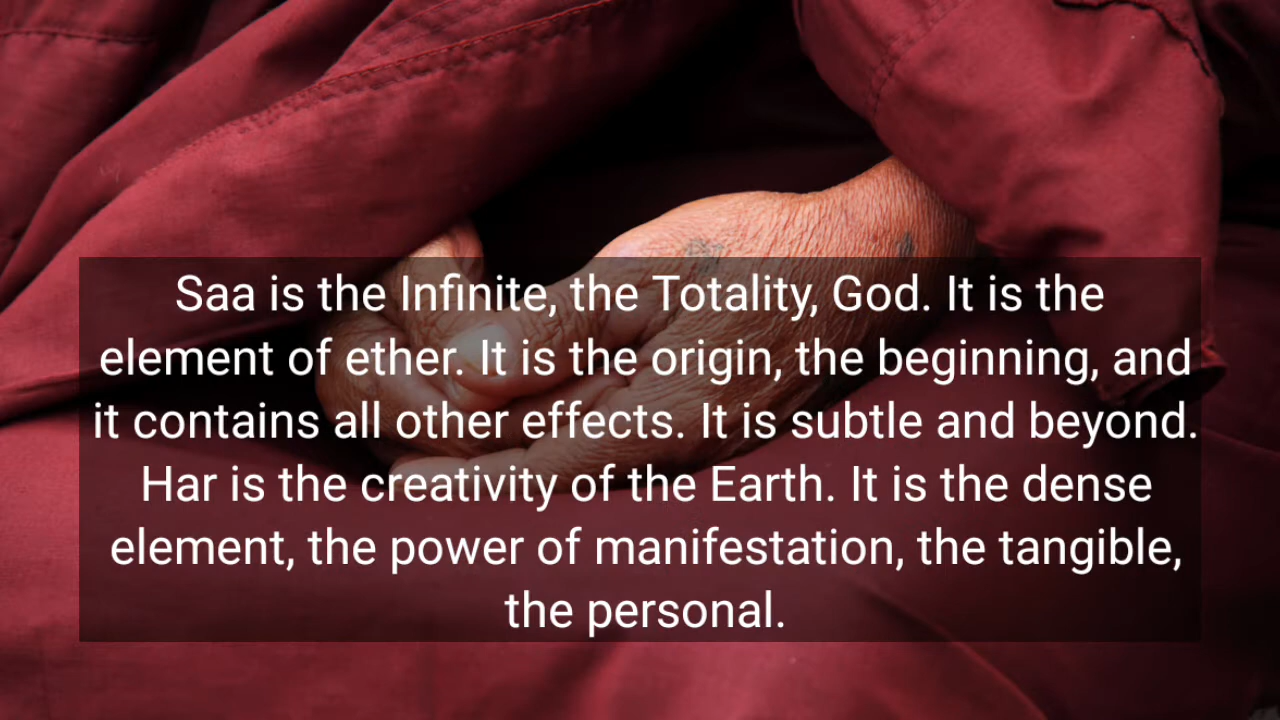 Saa is the Infinite, the Totality, God. It is the
element of ether. It is the origin, the beginning, and
it contains all other effects. It is subtle and beyond.
Har is the creativity of the Earth. It is the dense
element, the power of manifestation, the tangible,
the personal.